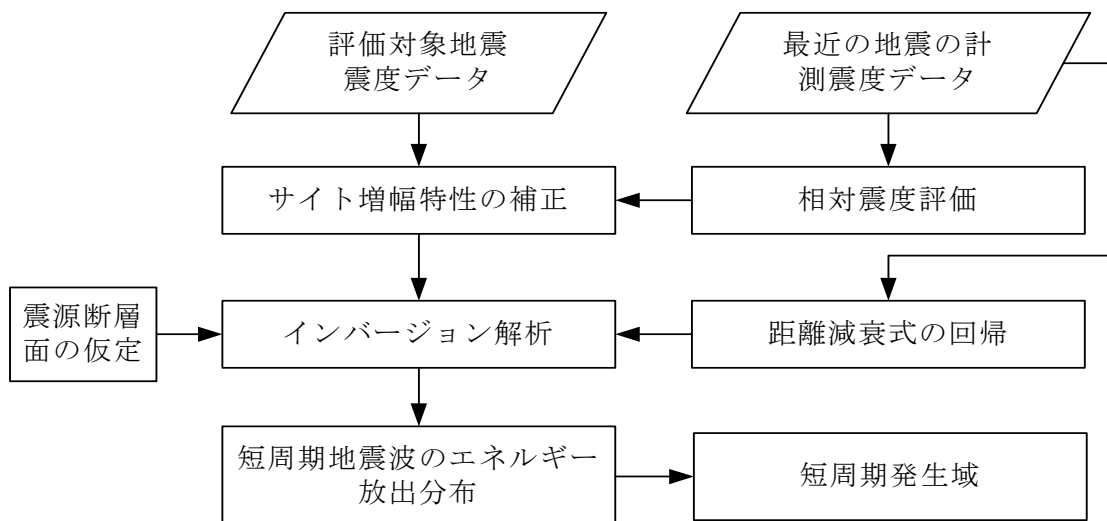 評価対象地震
震度データ
最近の地震の計
測震度データ
サイト増幅特性の補正
相対震度評価
震源断層
面の仮定
インバージョン解析
距離減衰式の回帰
短周期地震波のエネルギー
放出分布
短周期発生域